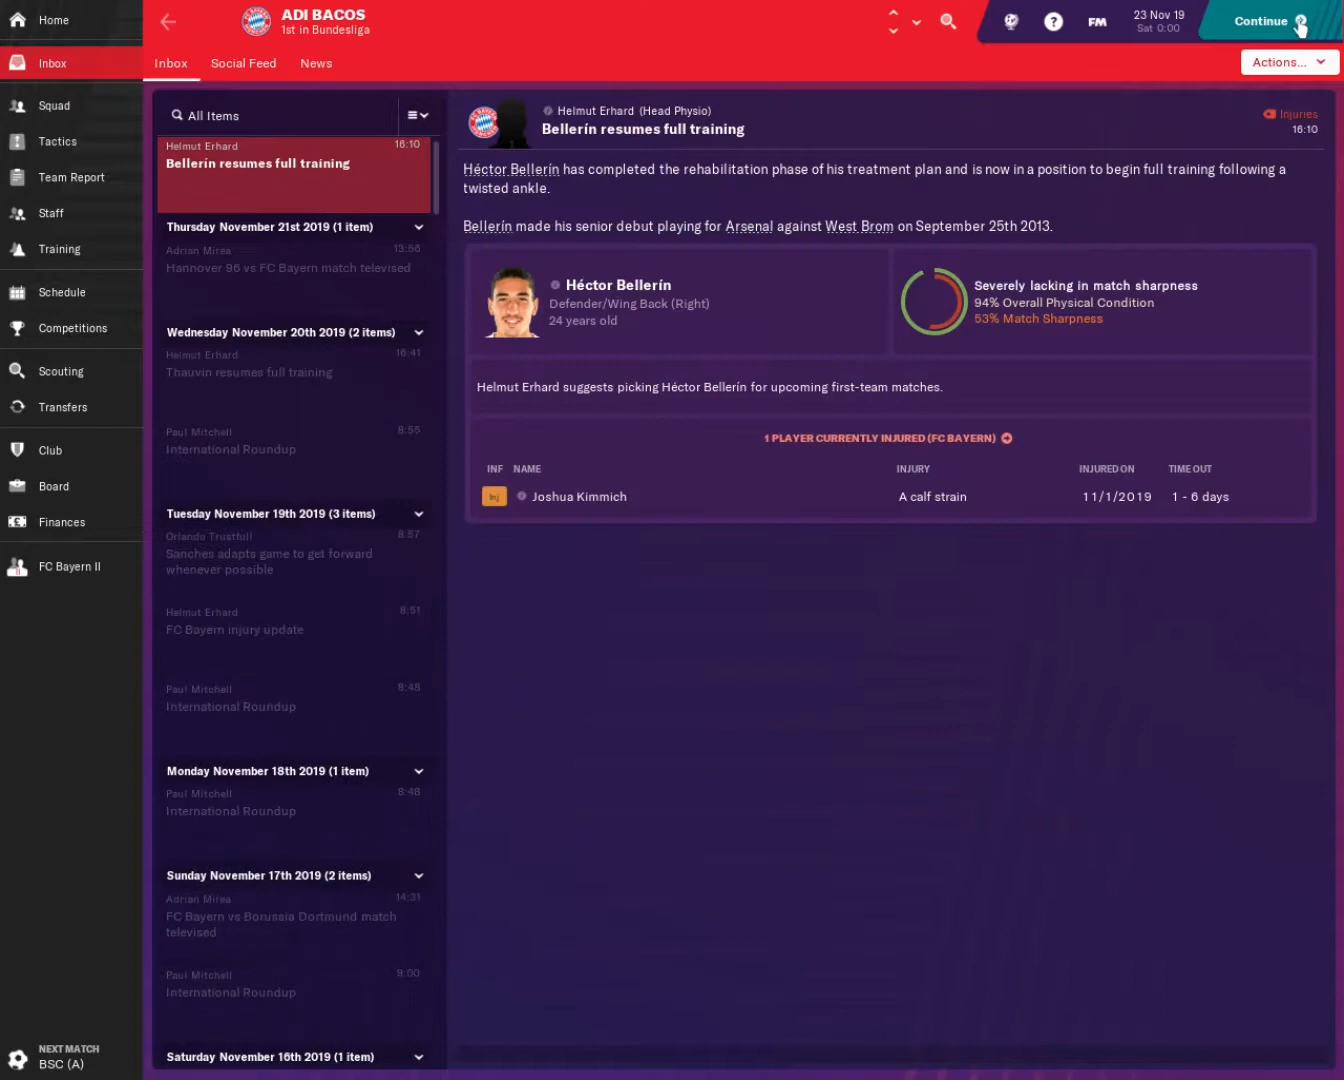 Home
Inbox
Squad
Tactics
Team Report
Staff
Training
Schedule
Competitions
Scouting
Transfers
Club
Board
Finances
FC Bayern II
NEXT MATCH
BSC (A)
ADI BACOS
1st in Bundesliga
?
FM
23 Nov 19
Sat 0:00
Continue
Inbox
Social Feed
News
Actions...
All Items
Helmut Erhard
16:10
Bellerín resumes full training
Thursday November 21st 2019 (1 item)
Adrian Mirea
13:56
Hannover 96 vs FC Bayern match televised
Wednesday November 20th 2019 (2 items)
Helmut Erhard
16:41
Thauvin resumes full training
Paul Mitchell
8:55
International Roundup
Tuesday November 19th 2019 (3 items)
Orlando Trustfull
8:57
Sanches adapts game to get forward
whenever possible
Helmut Erhard
8:51
FC Bayern injury update
Paul Mitchell
8:48
International Roundup
Monday November 18th 2019 (1 item)
Paul Mitchell
8:48
International Roundup
Sunday November 17th 2019 (2 items)
Adrian Mirea
14:31
FC Bayern vs Borussia Dortmund match
televised
Paul Mitchell
9:00
International Roundup
Saturday November 16th 2019 (1 item)
Helmut Erhard (Head Physio)
Bellerín resumes full training
Injuries
16:10
Héctor Bellerín has completed the rehabilitation phase of his treatment plan and is now in a position to begin full training following a
twisted ankle.
Bellerín made his senior debut playing for Arsenal against West Brom on September 25th 2013.
Héctor Bellerín
Defender/Wing Back (Right)
24 years old
Severely lacking in match sharpness
94% Overall Physical Condition
53% Match Sharpness
Helmut Erhard suggests picking Héctor Bellerín for upcoming first-team matches.
1 PLAYER CURRENTLY INJURED (FC BAYERN)
INF NAME INJURY INJURED ON TIME OUT
Inj Joshua Kimmich A calf strain 11/1/2019 1 - 6 days